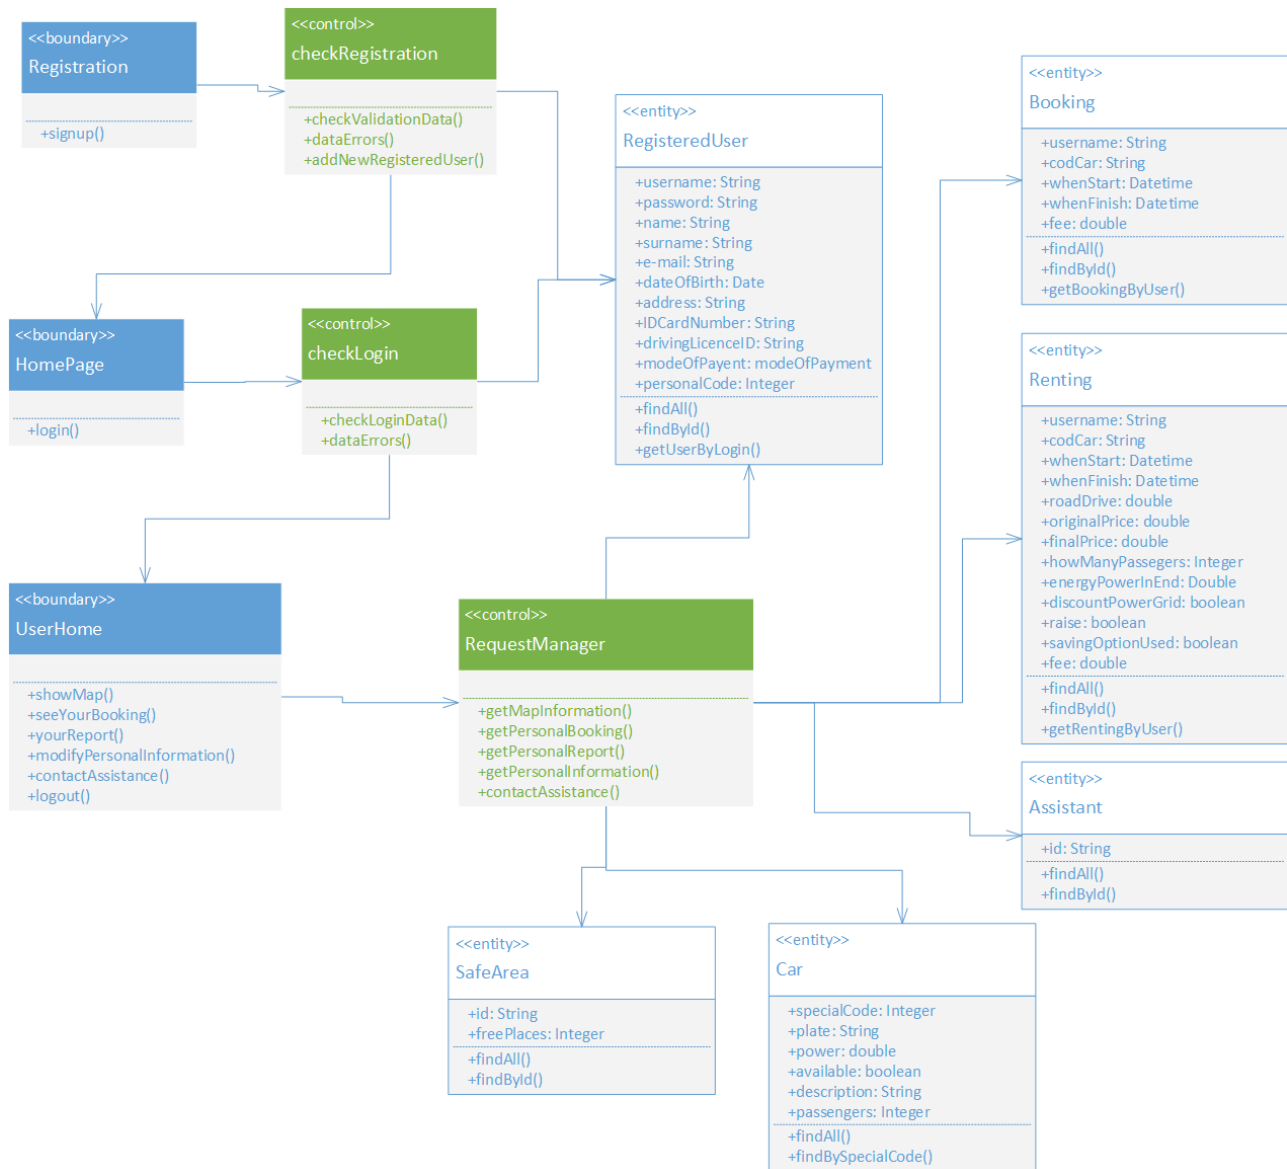 <<boundary>>
Registration
+signup()
<<control>>
checkRegistration
+checkValidationData()
+dataErrors()
+addNewRegisteredUser()
<<entity>>
RegisteredUser
+username: String
+password: String
+name: String
+surname: String
+e-mail: String
+dateOfBirth: Date
+address: String
+IDCardNumber: String
+drivingLicenceID: String
+modeOfPayent: modeOfPayment
+personalCode: Integer
+findAll()
+findById()
+getUserByLogin()
<<entity>>
Booking
+username: String
+codCar: String
+whenStart: Datetime
+whenFinish: Datetime
+fee: double
+findAll()
+findById()
+getBookingByUser()
<<boundary>>
HomePage
+login()
<<control>>
checkLogin
+checkLoginData()
+dataErrors()
<<entity>>
Renting
+username: String
+codCar: String
+whenStart: Datetime
+whenFinish: Datetime
+roadDrive: double
+originalPrice: double
+finalPrice: double
+howManyPassegers: Integer
+energyPowerInEnd: Double
+discountPowerGrid: boolean
+raise: boolean
+savingOptionUsed: boolean
+fee: double
+findAll()
+findById()
+getRentingByUser()
<<boundary>>
UserHome
+showMap()
+seeYourBooking()
+yourReport()
+modifyPersonalInformation()
+contactAssistance()
+logout()
<<control>>
RequestManager
+getMapInformation()
+getPersonalBooking()
+getPersonalReport()
+getPersonalInformation()
+contactAssistance()
<<entity>>
Assistant
+id: String
+findAll()
+findById()
<<entity>>
SafeArea
+id: String
+freePlaces: Integer
+findAll()
+findById()
<<entity>>
Car
+specialCode: Integer
+plate: String
+power: double
+available: boolean
+description: String
+passengers: Integer
+findAll()
+findBySpecialCode()